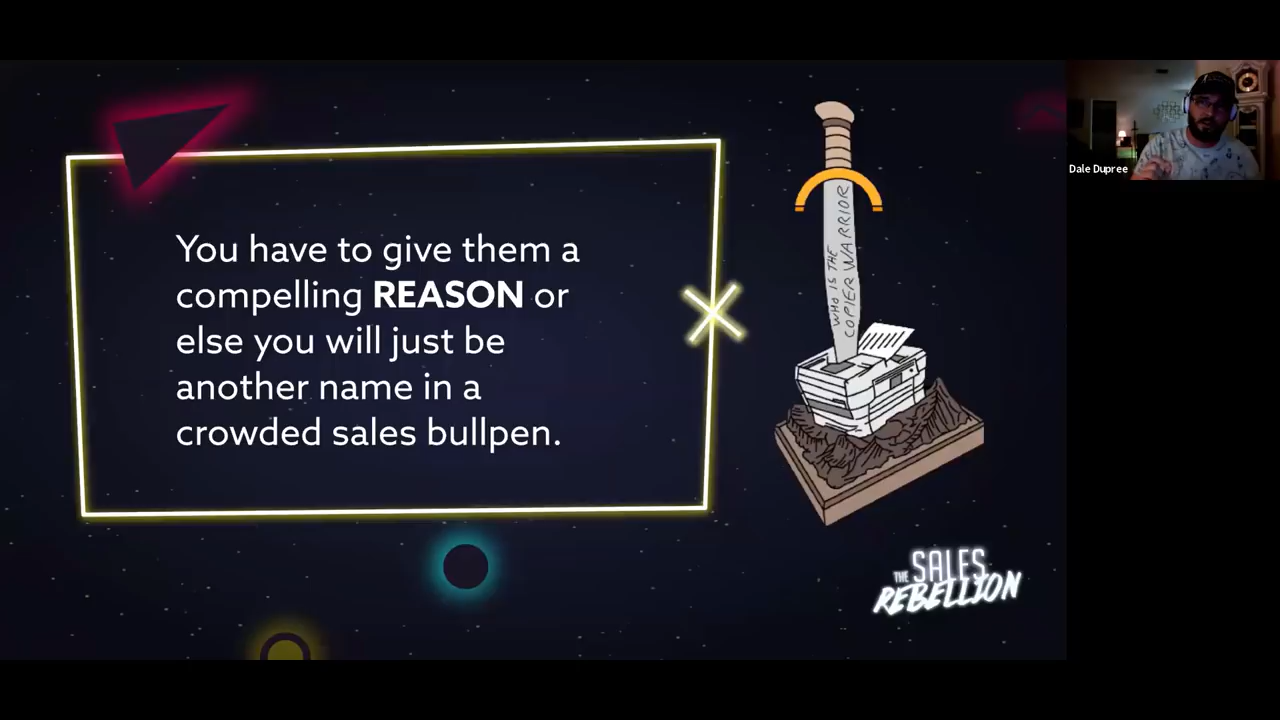 You have to give them a
compelling REASON or
else you will just be
another name in a
crowded sales bullpen.
WHO IS THE
COPIER WARRIOR
THE SALES
REBELLION
Dale Dupree